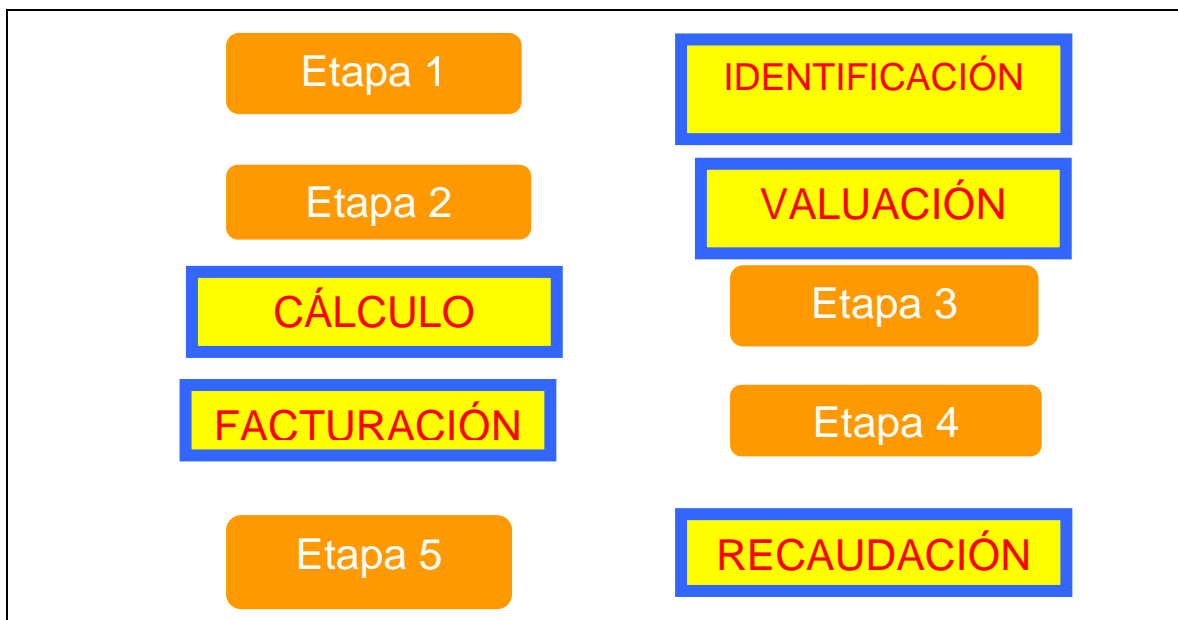 Etapa 1
IDENTIFICACIÓN
Etapa 2
VALUACIÓN
CÁLCULO
Etapa 3
FACTURACIÓN
Etapa 4
Etapa 5
RECAUDACIÓN